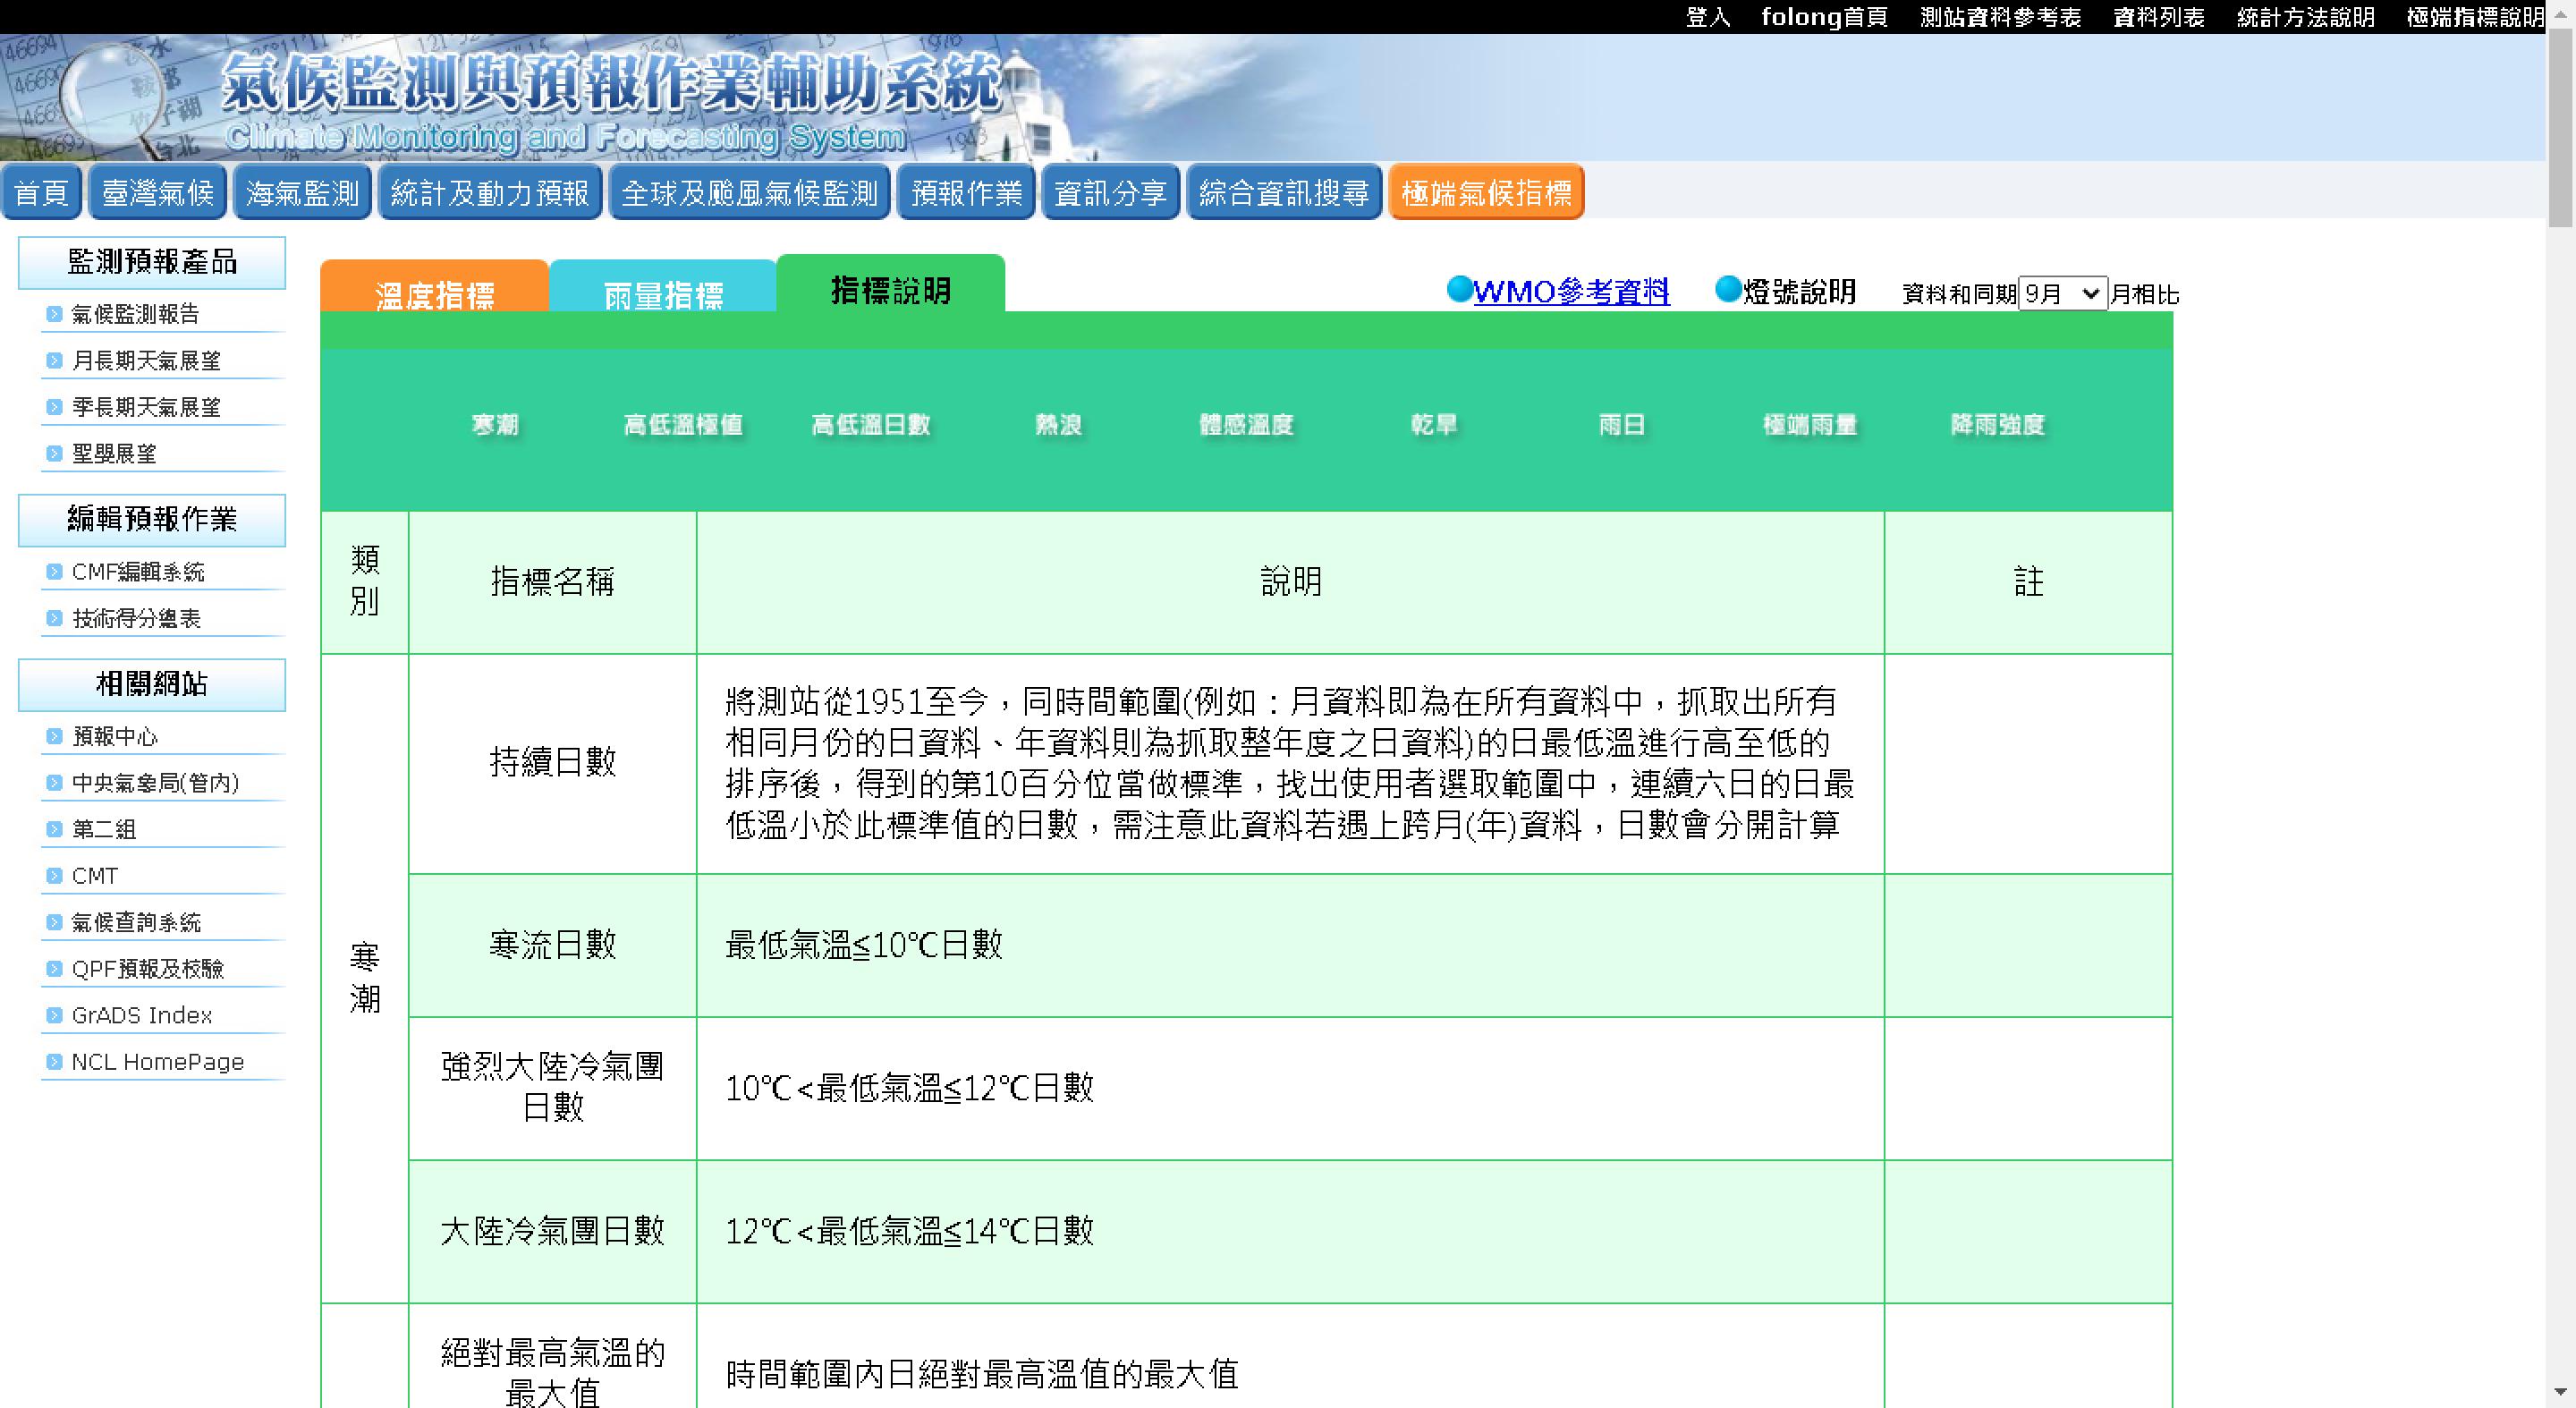 登入 folong首頁 測站資料參考表 資料列表 統計方法說明 極端指標說明
氣候監測與預報作業輔助系統
Climate Monitoring and Forecasting System
首頁 臺灣氣候 海氣監測 統計及動力預報 全球及颱風氣候監測 預報作業 資訊分享 綜合資訊搜尋 極端氣候指標
監測預報產品
氣候監測報告
月長期天氣展望
季長期天氣展望
聖嬰展望
編輯預報作業
CMF編輯系統
技術得分總表
相關網站
預報中心
中央氣象局(管內)
第二組
CMT
氣候查詢系統
QPF預報及校驗
GrADS Index
NCL HomePage
溫度指標 雨量指標 指標說明
WMO參考資料 燈號說明 資料和同期 9月 月相比
寒潮 高低溫極值 高低溫日數 熱浪 體感溫度 乾旱 雨日 極端雨量 降雨強度
類別 指標名稱 說明 註
寒潮
持續日數
將測站從1951至今，同時間範圍(例如：月資料即為在所有資料中，抓取出所有
相同月份的日資料、年資料則為抓取整年度之日資料)的日最低溫進行高至低的
排序後，得到的第10百分位當做標準，找出使用者選取範圍中，連續六日的日最
低溫小於此標準值的日數，需注意此資料若遇上跨月(年)資料，日數會分開計算
寒流日數 最低氣溫≦10℃日數
強烈大陸冷氣團
日數
10℃<最低氣溫≦12℃日數
大陸冷氣團日數 12℃<最低氣溫≦14℃日數
絕對最高氣溫的
最大值
時間範圍內日絕對最高溫值的最大值